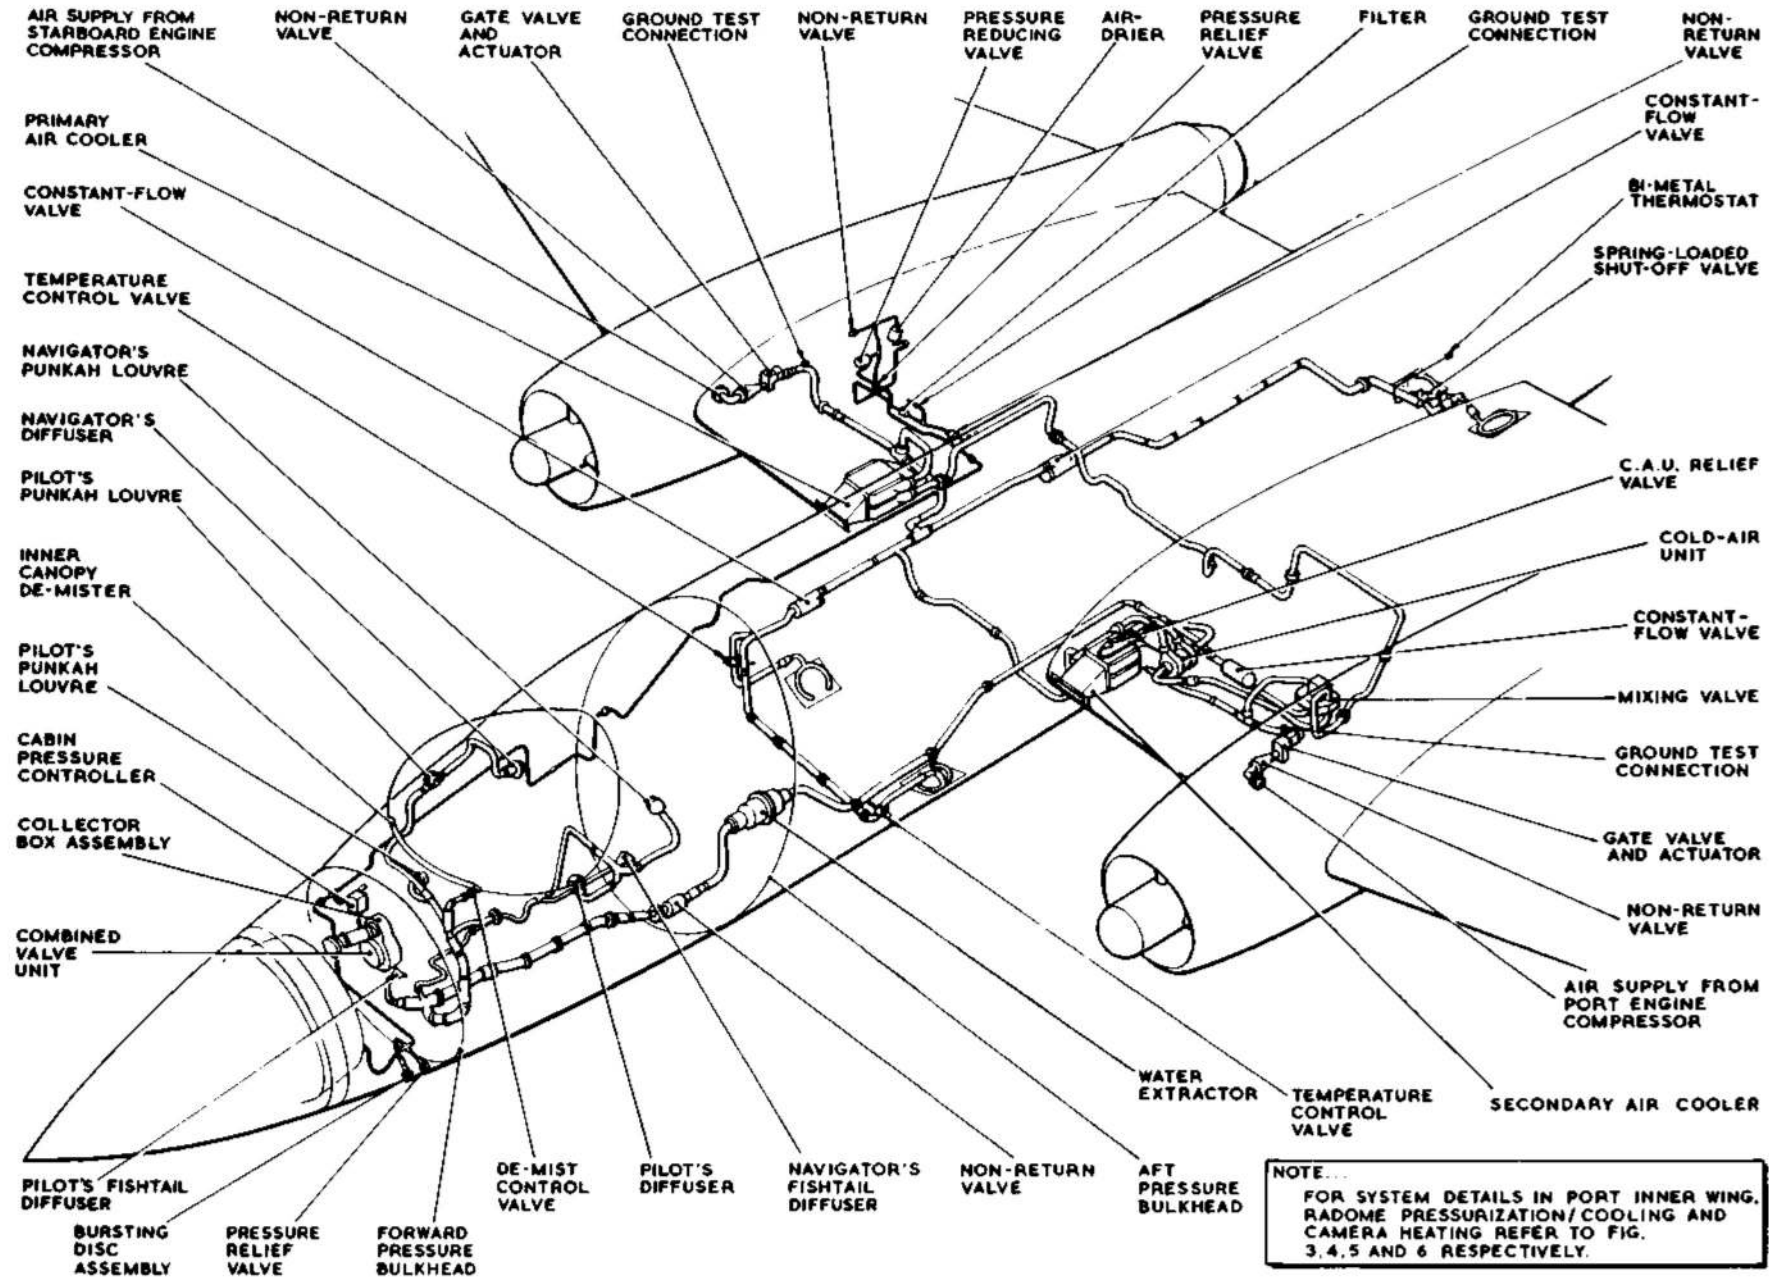 AIR SUPPLY FROM
STARBOARD ENGINE
COMPRESSOR
NON-RETURN
VALVE
GATE VALVE
AND
ACTUATOR
GROUND TEST
CONNECTION
NON-RETURN
VALVE
PRESSURE
REDUCING
VALVE
AIR-
DRIER
PRESSURE
RELIEF
VALVE
FILTER
GROUND TEST
CONNECTION
NON-
RETURN
VALVE
PRIMARY
AIR COOLER
CONSTANT-FLOW
VALVE
TEMPERATURE
CONTROL VALVE
NAVIGATOR'S
PUNKAH LOUVRE
NAVIGATOR'S
DIFFUSER
PILOT'S
PUNKAH LOUVRE
INNER
CANOPY
DE-MISTER
PILOT'S
PUNKAH
LOUVRE
CABIN
PRESSURE
CONTROLLER
COLLECTOR
BOX ASSEMBLY
COMBINED
VALVE
UNIT
CONSTANT-
FLOW
VALVE
BI-METAL
THERMOSTAT
SPRING-LOADED
SHUT-OFF VALVE
C.A.U. RELIEF
VALVE
COLD-AIR
UNIT
CONSTANT-
FLOW VALVE
MIXING VALVE
GROUND TEST
CONNECTION
GATE VALVE
AND ACTUATOR
NON-RETURN
VALVE
AIR SUPPLY FROM
PORT ENGINE
COMPRESSOR
SECONDARY AIR COOLER
WATER
EXTRACTOR
TEMPERATURE
CONTROL
VALVE
PILOT'S FISHTAIL
DIFFUSER
BURSTING
DISC
ASSEMBLY
PRESSURE
RELIEF
VALVE
FORWARD
PRESSURE
BULKHEAD
DE-MIST
CONTROL
VALVE
PILOT'S
DIFFUSER
NAVIGATOR'S
FISHTAIL
DIFFUSER
NON-RETURN
VALVE
AFT
PRESSURE
BULKHEAD
NOTE...
FOR SYSTEM DETAILS IN PORT INNER WING,
RADOME PRESSURIZATION/COOLING AND
CAMERA HEATING REFER TO FIG.
3,4,5 AND 6 RESPECTIVELY.